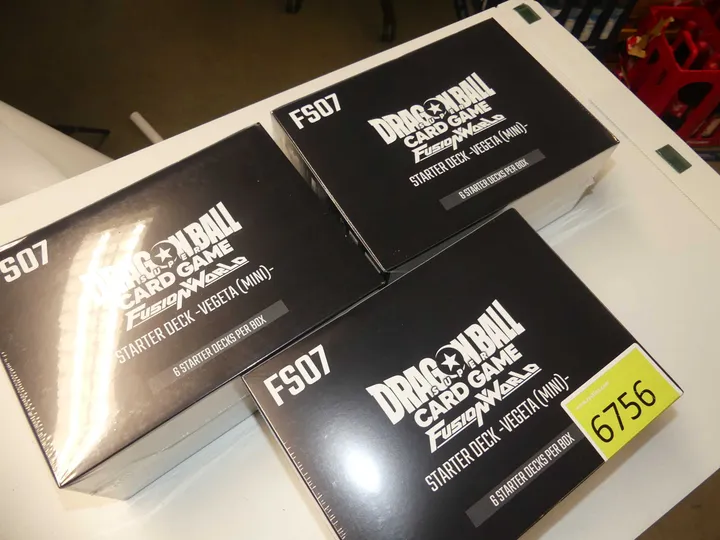 FS07
DRAGON BALL
SUPER
CARD GAME
FUSION WORLD
STARTER DECK -VEGETA (MINI)-
6 STARTER DECKS PER BOX
S07
DRAGON BALL
SUPER
CARD GAME
FUSION WORLD
STARTER DECK -VEGETA (MINI)-
6 STARTER DECKS PER BOX
FS07
DRAGON BALL
SUPER
CARD GAME
FUSION WORLD
STARTER DECK -VEGETA (MINI)-
6 STARTER DECKS PER BOX
6756